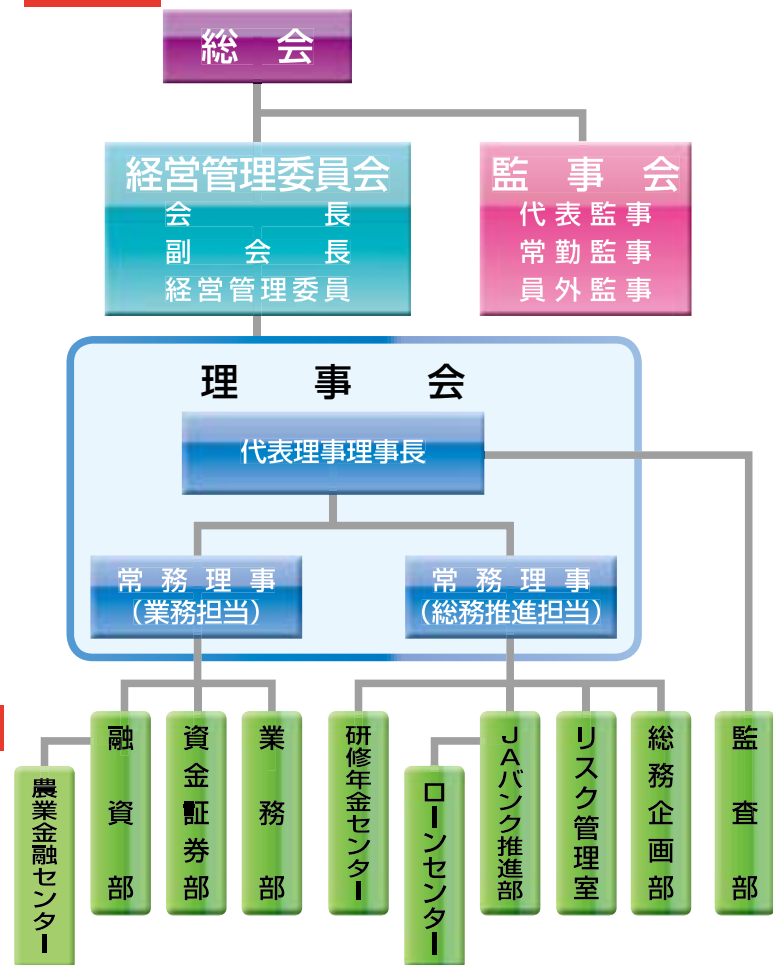 総会
経営管理委員会
会長
副会長
経営管理委員
監事会
代表監事
常勤監事
員外監事
理事会
代表理事理事長
常務理事
（業務担当）
常務理事
（総務推進担当）
農業金融センター
融資部
資金証券部
業務部
研修年金センター
ローンセンター
JAバンク推進部
リスク管理室
総務企画部
監査部